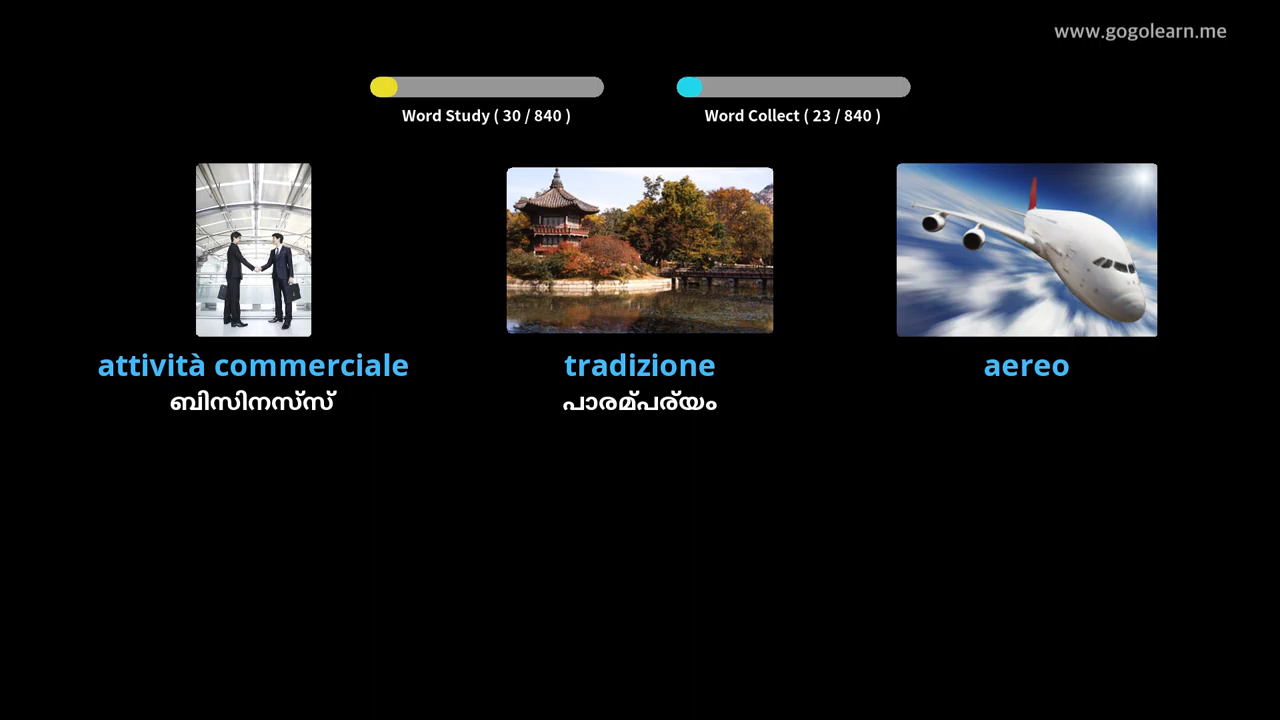 www.gogolearn.me
Word Study ( 30 / 840 )
Word Collect ( 23 / 840 )
attività commerciale
tradizione
aereo
ബിസിനസ്സ്
പാരമ്പര്യം